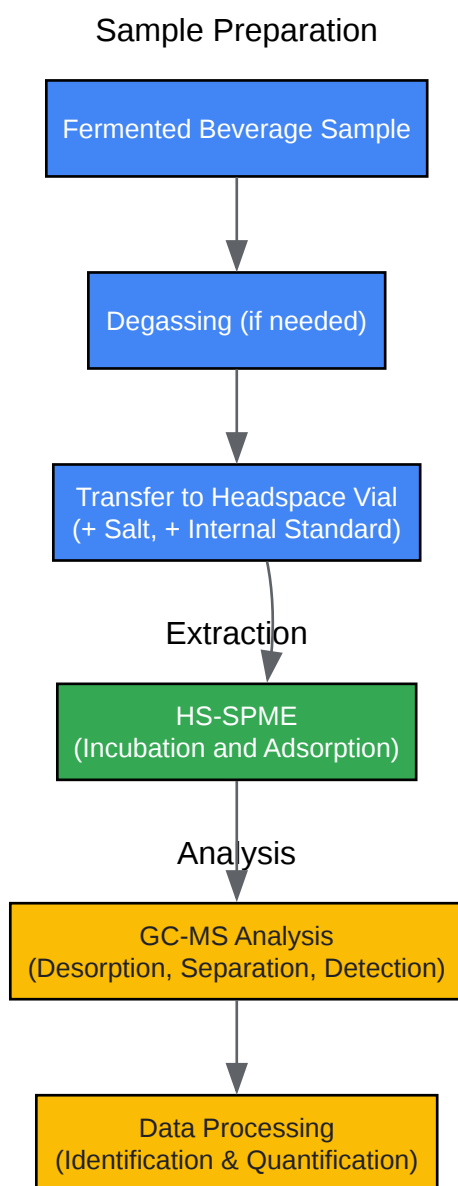 Sample Preparation
Fermented Beverage Sample
Degassing (if needed)
Transfer to Headspace Vial
(+ Salt, + Internal Standard)
Extraction
HS-SPME
(Incubation and Adsorption)
Analysis
GC-MS Analysis
(Desorption, Separation, Detection)
Data Processing
(Identification & Quantification)